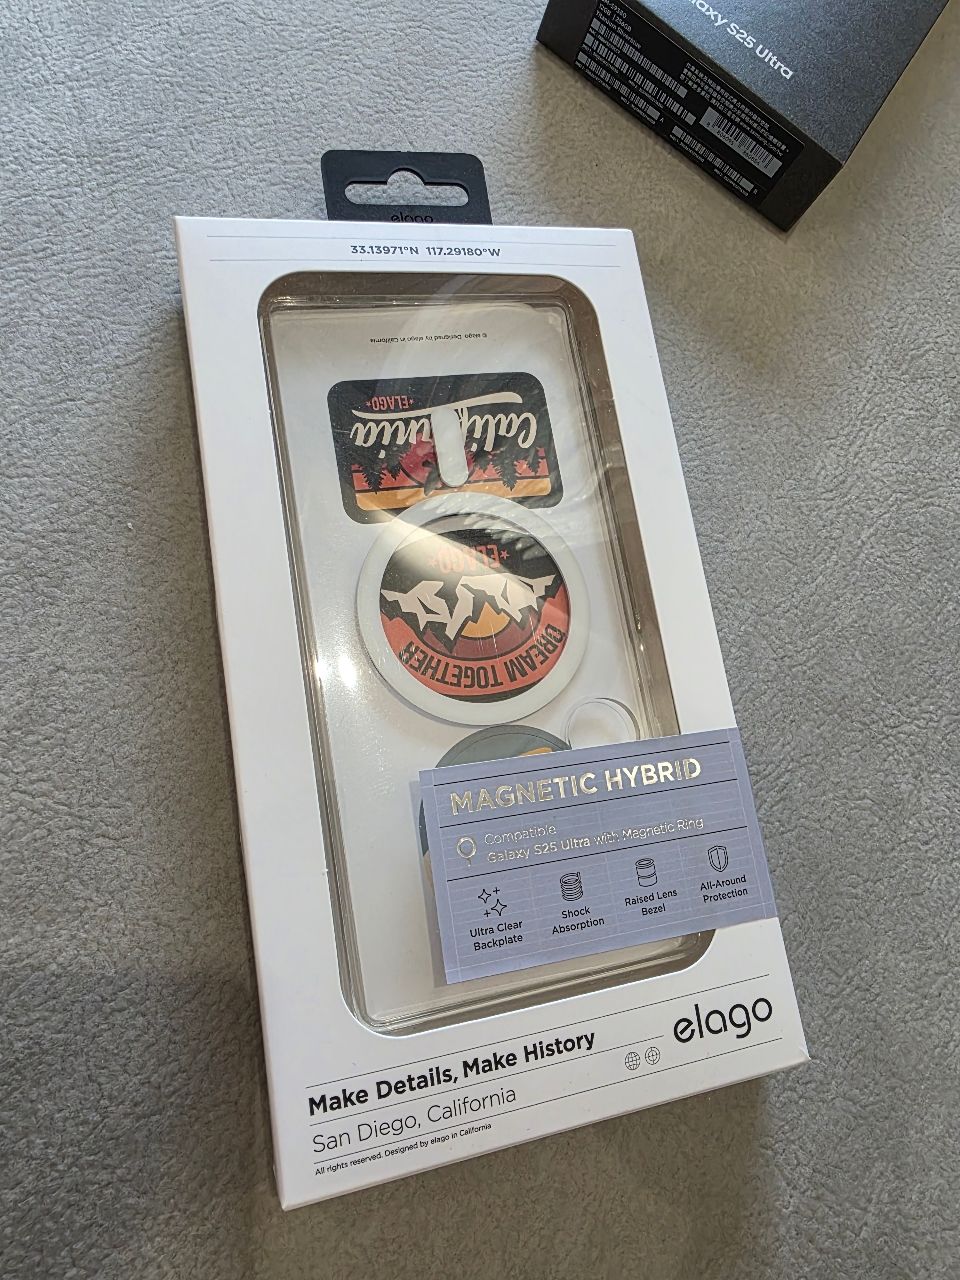 Galaxy S25 Ultra
12GB | 256GB
elago
33.13971°N 117.29180°W
© elago Designed by elago in California
★ELAGO★
California
★ELAGO★
DREAM TOGETHER
MAGNETIC HYBRID
Compatible
Galaxy S25 Ultra with Magnetic Ring
Ultra Clear
Backplate
Shock
Absorption
Raised Lens
Bezel
All-Around
Protection
elago
Make Details, Make History
San Diego, California
All rights reserved. Designed by elago in California